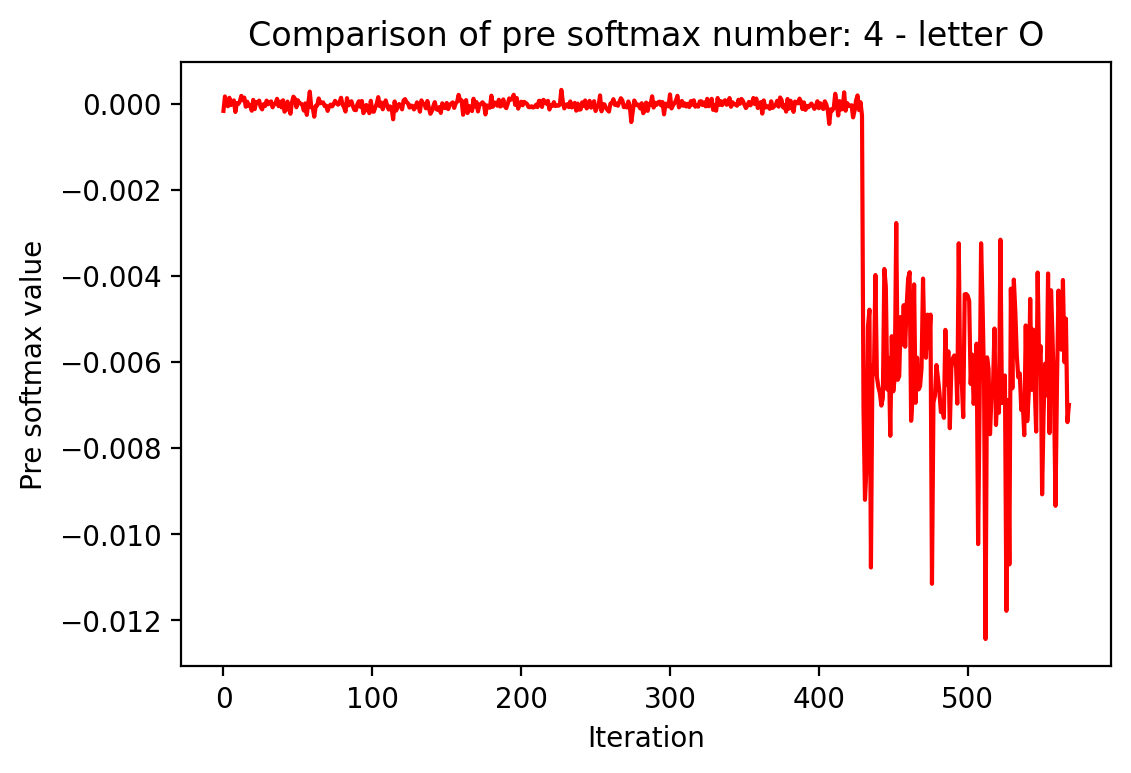 Comparison of pre softmax number: 4 - letter O
0.000
−0.002
−0.004
−0.006
−0.008
−0.010
−0.012
Pre softmax value
0 100 200 300 400 500
Iteration